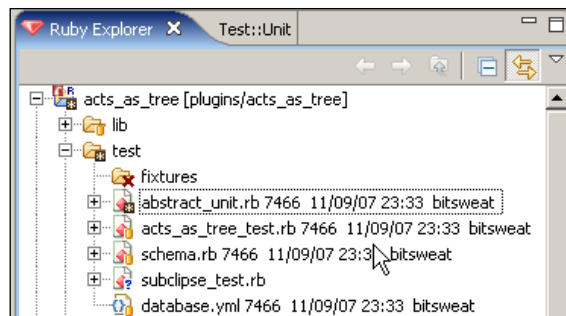 Ruby Explorer Test::Unit
acts_as_tree [plugins/acts_as_tree]
lib
test
fixtures
abstract_unit.rb 7466 11/09/07 23:33 bitsweat
acts_as_tree_test.rb 7466 11/09/07 23:33 bitsweat
schema.rb 7466 11/09/07 23:3 bitsweat
subclipse_test.rb
database.yml 7466 11/09/07 23:33 bitsweat